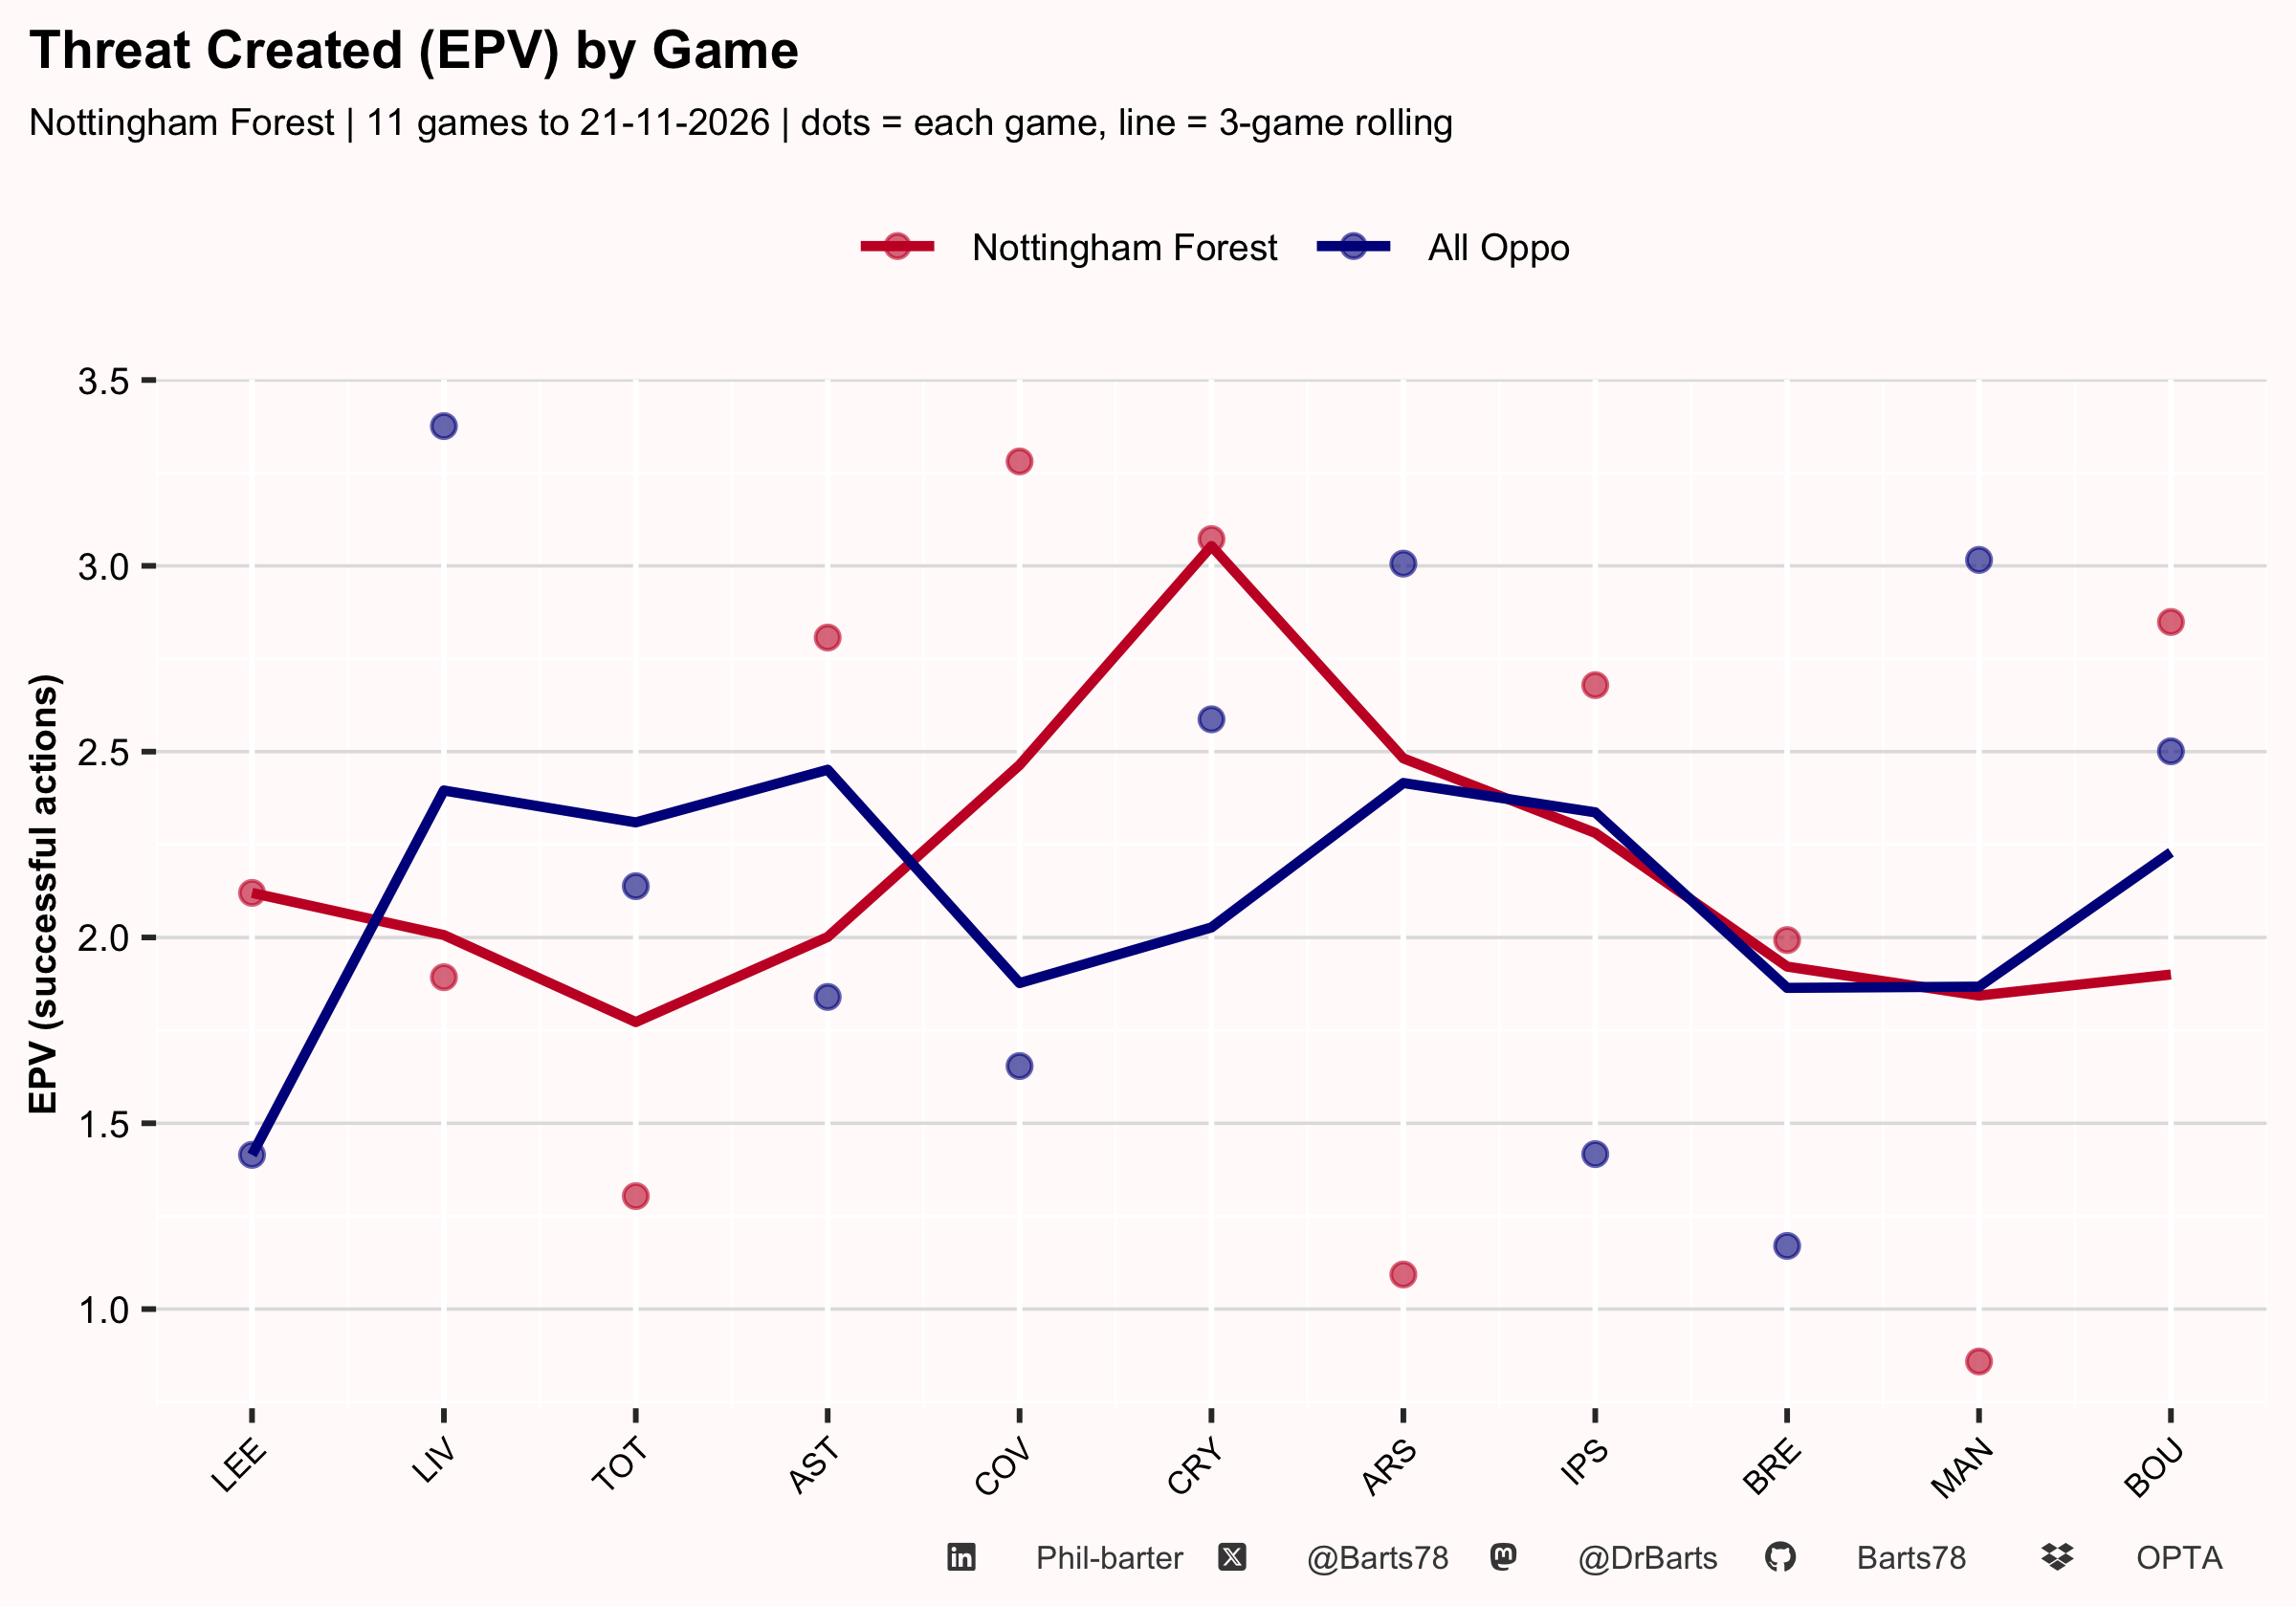 Threat Created (EPV) by Game
Nottingham Forest | 11 games to 21-11-2026 | dots = each game, line = 3-game rolling
Nottingham Forest
All Oppo
EPV (successful actions)
3.5
3.0
2.5
2.0
1.5
1.0
LEE
LIV
TOT
AST
COV
CRY
ARS
IPS
BRE
MAN
BOU
Phil-barter @Barts78 @DrBarts Barts78 OPTA